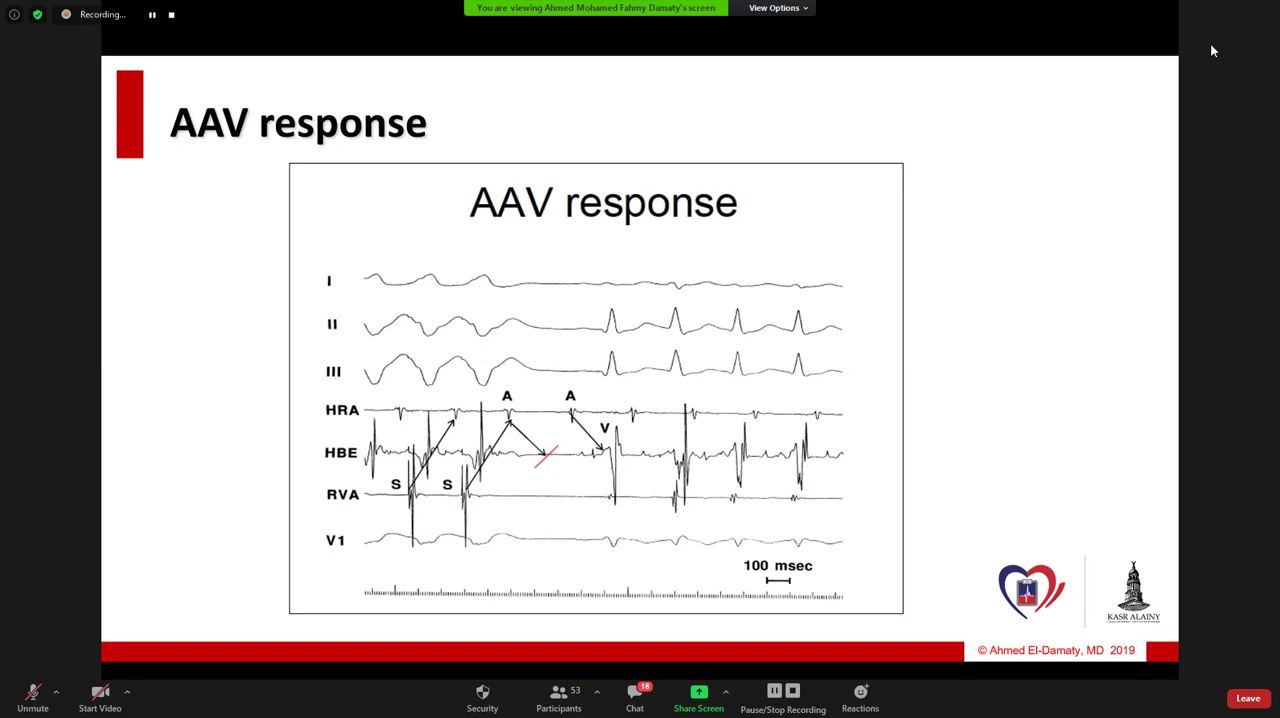 Recording...
You are viewing Ahmed Mohamed Fahmy Damaty's screen
View Options
AAV response
AAV response
I
II
III
HRA
A
A
HBE
V
S
S
RVA
V1
100 msec
KASR ALAINY
© Ahmed El-Damaty, MD 2019
Unmute
Start Video
Security
53
Participants
18
Chat
Share Screen
Pause/Stop Recording
Reactions
Leave